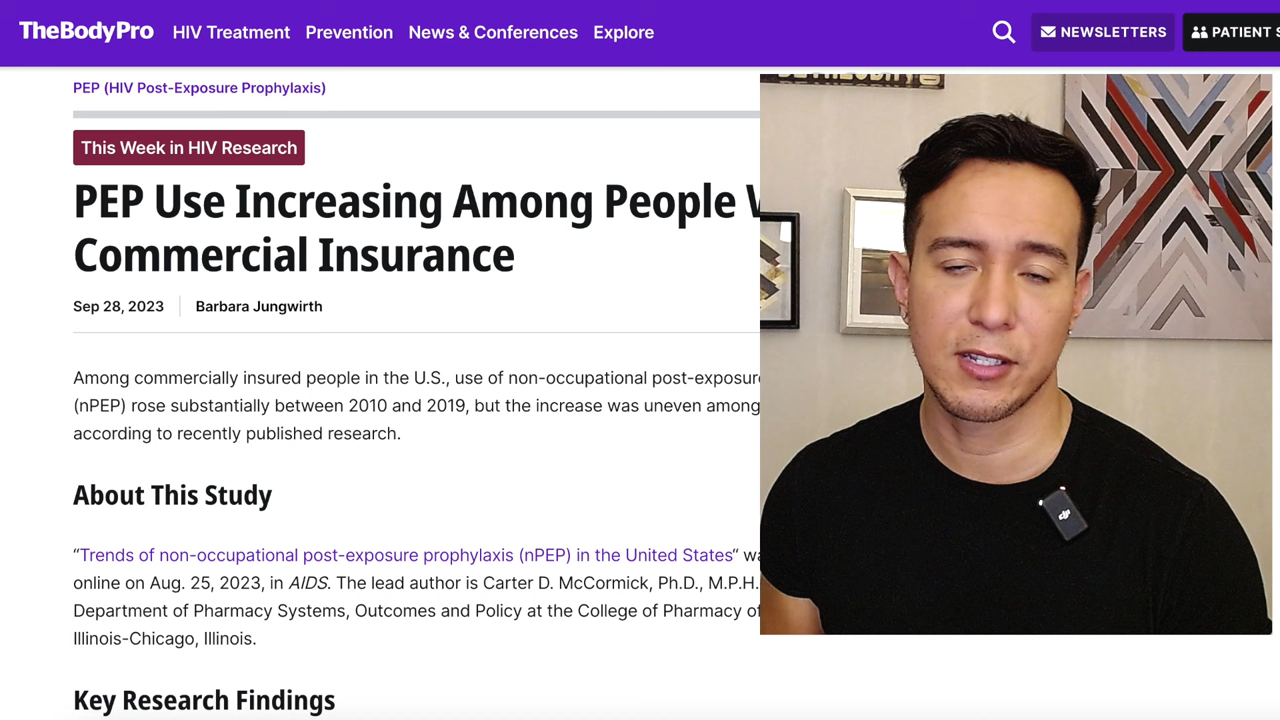 TheBodyPro HIV Treatment Prevention News & Conferences Explore NEWSLETTERS PATIENT
PEP (HIV Post-Exposure Prophylaxis)
This Week in HIV Research
PEP Use Increasing Among People
Commercial Insurance
Sep 28, 2023 Barbara Jungwirth
Among commercially insured people in the U.S., use of non-occupational
(nPEP) rose substantially between 2010 and 2019, but the increase was uneven among
according to recently published research.
About This Study
“Trends of non-occupational post-exposure prophylaxis (nPEP) in the United States“
online on Aug. 25, 2023, in AIDS. The lead author is Carter D. McCormick, Ph.D., M.P.H.
Department of Pharmacy Systems, Outcomes and Policy at the College of Pharmacy
Illinois-Chicago, Illinois.
Key Research Findings
dji